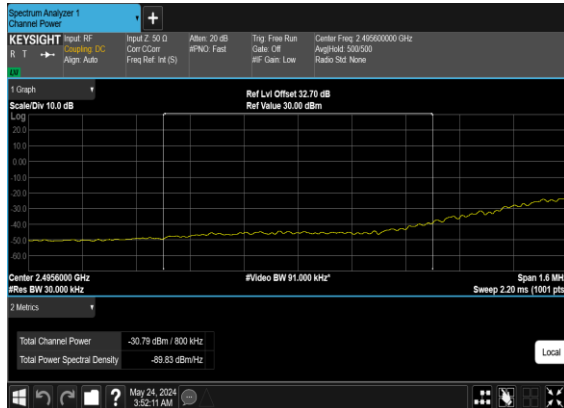 Spectrum Analyzer 1
Channel Power
+
KEYSIGHT Input: RF Input Z: 50 Ω Atten: 20 dB Trig: Free Run Center Freq: 2.495600000 GHz
R T Coupling: DC Corr CCorr #PNO: Fast Gate: Off Avg|Hold: 500/500
Align: Auto Freq Ref: Int (S) #IF Gain: Low Radio Std: None
1 Graph
Ref Lvl Offset 32.70 dB
Scale/Div 10.0 dB Ref Value 30.00 dBm
Log
20.0
10.0
0.00
-10.0
-20.0
-30.0
-40.0
-50.0
-60.0
Center 2.4956000 GHz #Video BW 91.000 kHz* Span 1.6 MH
#Res BW 30.000 kHz Sweep 2.20 ms (1001 pts
2 Metrics
Total Channel Power -30.79 dBm / 800 kHz
Total Power Spectral Density -89.83 dBm/Hz
Local
? May 24, 2024
3:52:11 AM